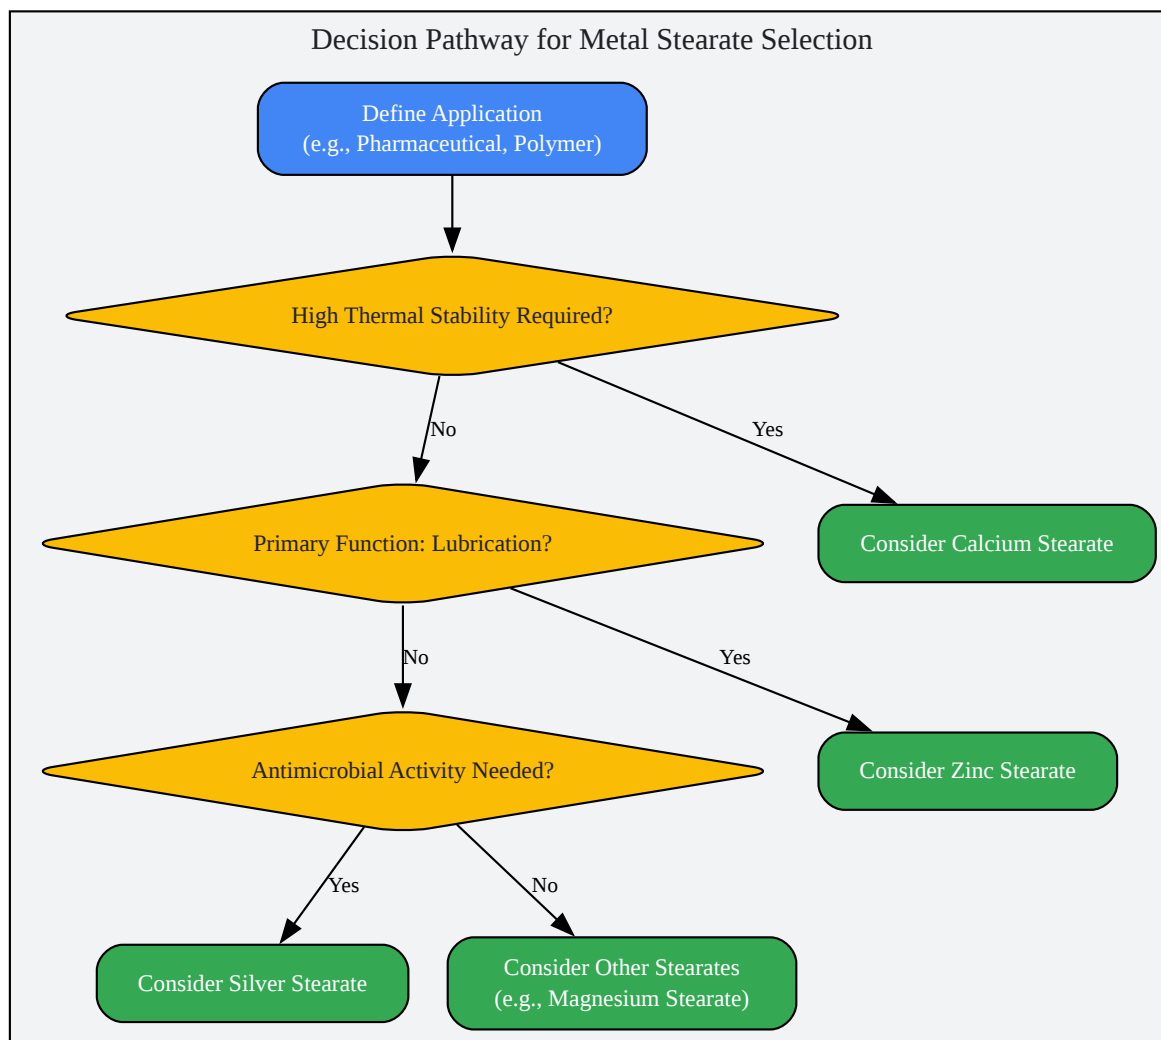 Decision Pathway for Metal Stearate Selection
Define Application
(e.g., Pharmaceutical, Polymer)
High Thermal Stability Required?
No
Yes
Primary Function: Lubrication?
Consider Calcium Stearate
No
Yes
Antimicrobial Activity Needed?
Consider Zinc Stearate
Yes
No
Consider Silver Stearate
Consider Other Stearates
(e.g., Magnesium Stearate)